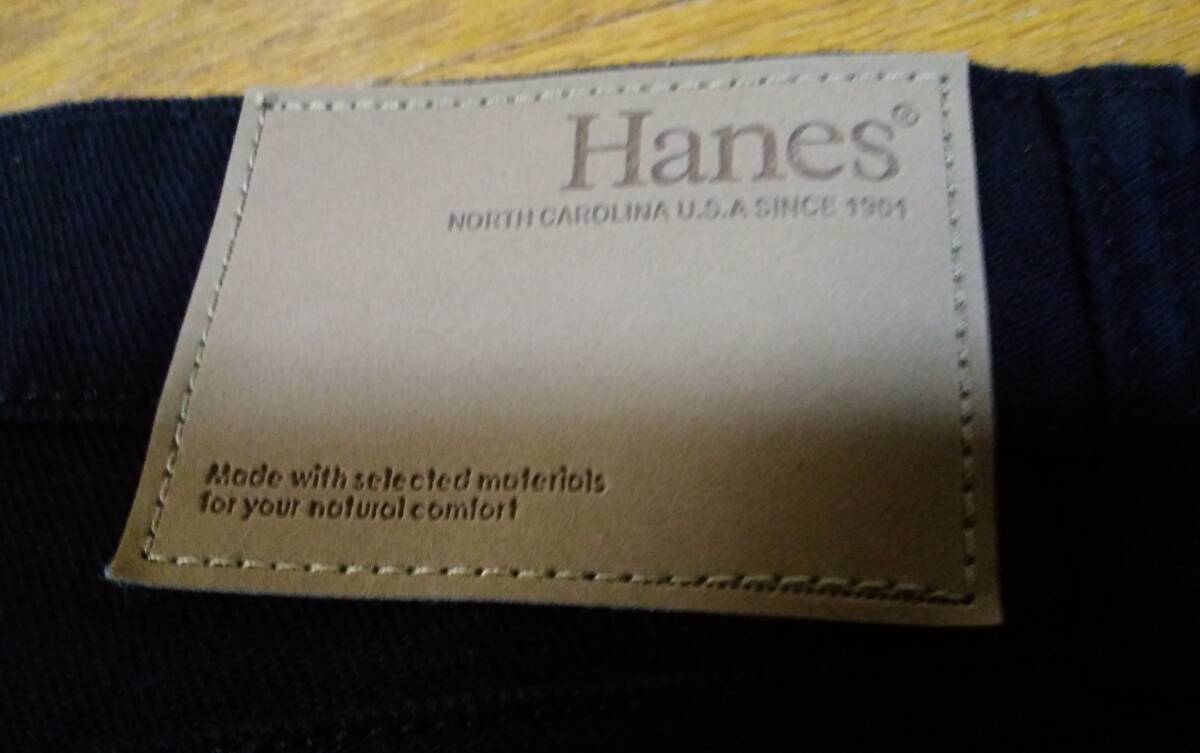 Hanes®
NORTH CAROLINA U.S.A SINCE 1901
Made with selected materials
for your natural comfort